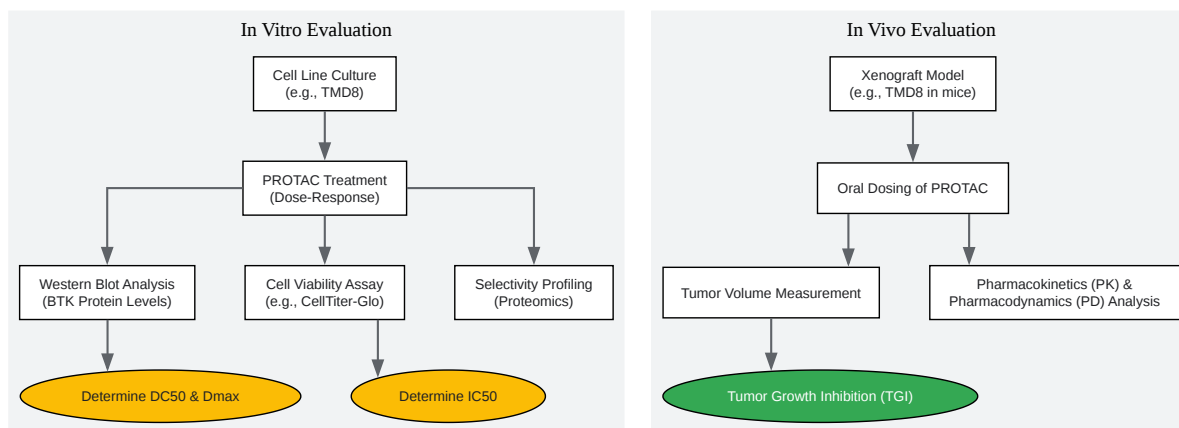 In Vitro Evaluation
Cell Line Culture
(e.g., TMD8)
PROTAC Treatment
(Dose-Response)
Western Blot Analysis
(BTK Protein Levels)
Cell Viability Assay
(e.g., CellTiter-Glo)
Selectivity Profiling
(Proteomics)
Determine DC50 & Dmax
Determine IC50
In Vivo Evaluation
Xenograft Model
(e.g., TMD8 in mice)
Oral Dosing of PROTAC
Tumor Volume Measurement
Pharmacokinetics (PK) &
Pharmacodynamics (PD) Analysis
Tumor Growth Inhibition (TGI)